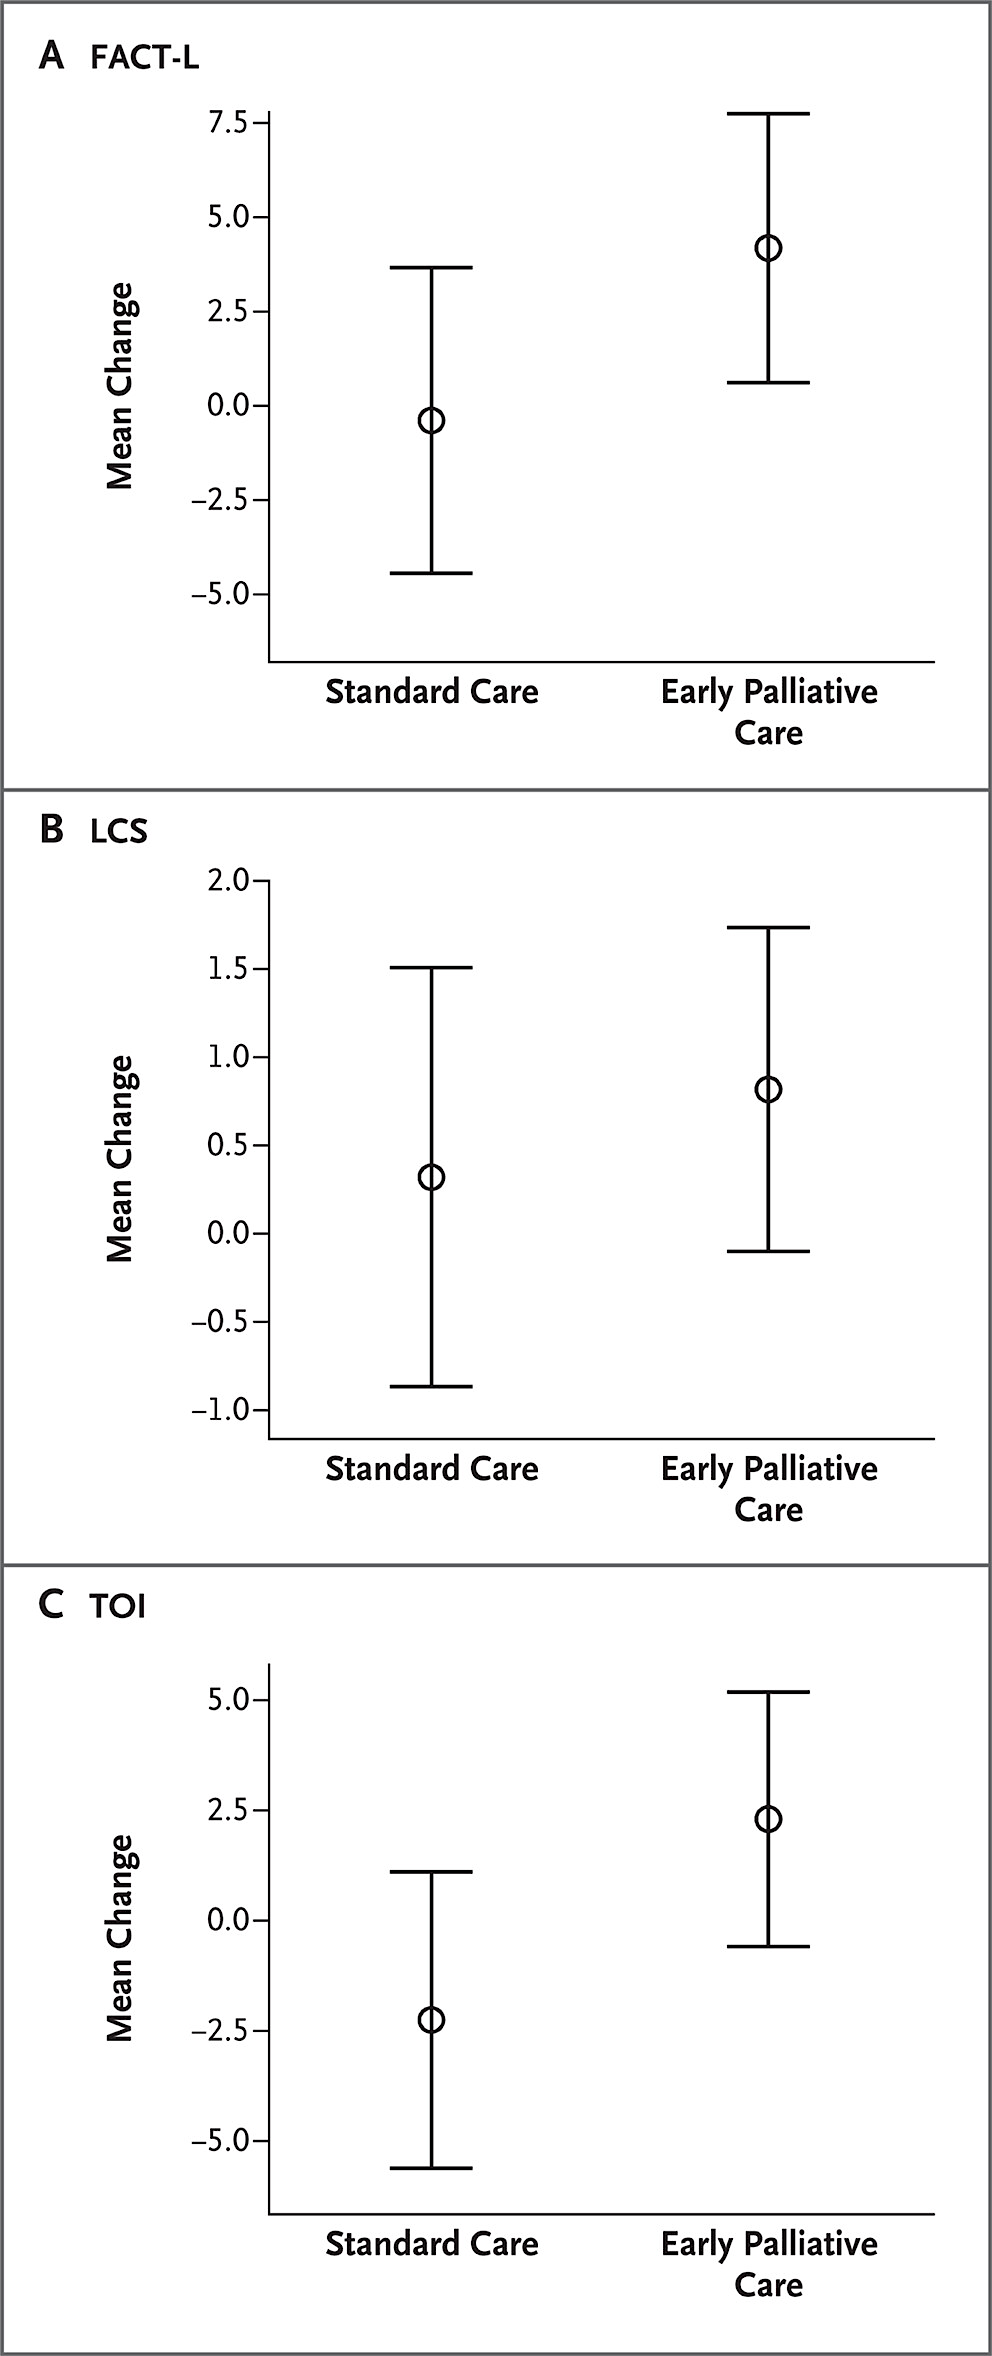 A FACT-L
7.5
5.0
2.5
0.0
–2.5
–5.0
Mean Change
Standard Care
Early Palliative
Care
B LCS
2.0
1.5
1.0
0.5
0.0
–0.5
–1.0
Mean Change
Standard Care
Early Palliative
Care
C TOI
5.0
2.5
0.0
–2.5
–5.0
Mean Change
Standard Care
Early Palliative
Care